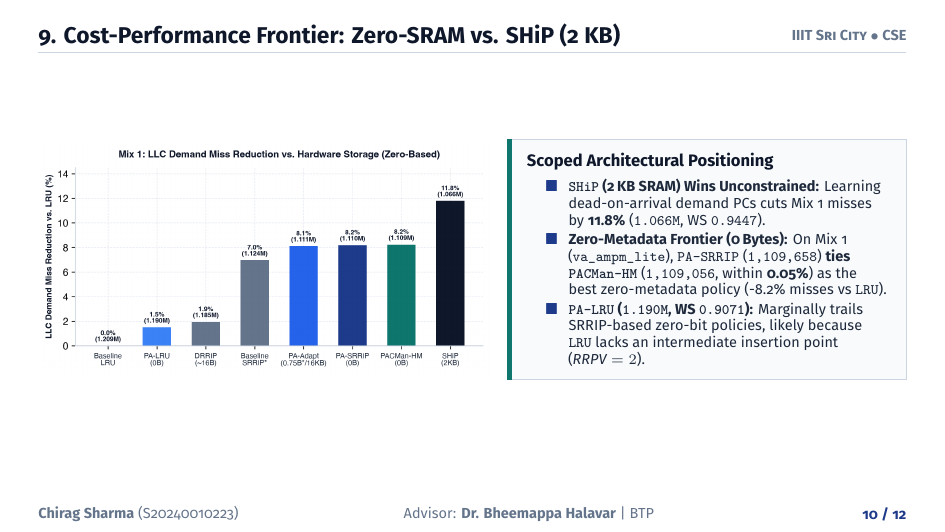 9. Cost-Performance Frontier: Zero-SRAM vs. SHiP (2 KB)
IIIT Sri City • CSE
Mix 1: LLC Demand Miss Reduction vs. Hardware Storage (Zero-Based)
LLC Demand Miss Reduction vs. LRU (%)
14
12
10
8
6
4
2
0
0.0%
(1.209M)
1.5%
(1.190M)
1.9%
(1.185M)
7.0%
(1.124M)
8.1%
(1.111M)
8.2%
(1.110M)
8.2%
(1.109M)
11.8%
(1.066M)
Baseline
LRU
PA-LRU
(0B)
DRRIP
(~16B)
Baseline
SRRIP*
PA-Adapt
(0.75B*/16KB)
PA-SRRIP
(0B)
PACMan-HM
(0B)
SHiP
(2KB)
Scoped Architectural Positioning
■ SHiP (2 KB SRAM) Wins Unconstrained: Learning
dead-on-arrival demand PCs cuts Mix 1 misses
by 11.8% (1.066M, WS 0.9447).
■ Zero-Metadata Frontier (0 Bytes): On Mix 1
(va_ampm_lite), PA-SRRIP (1,109,658) ties
PACMan-HM (1,109,056, within 0.05%) as the
best zero-metadata policy (-8.2% misses vs LRU).
■ PA-LRU (1.190M, WS 0.9071): Marginally trails
SRRIP-based zero-bit policies, likely because
LRU lacks an intermediate insertion point
(RRPV = 2).
Chirag Sharma (S20240010223)
Advisor: Dr. Bheemappa Halavar | BTP
10 / 12